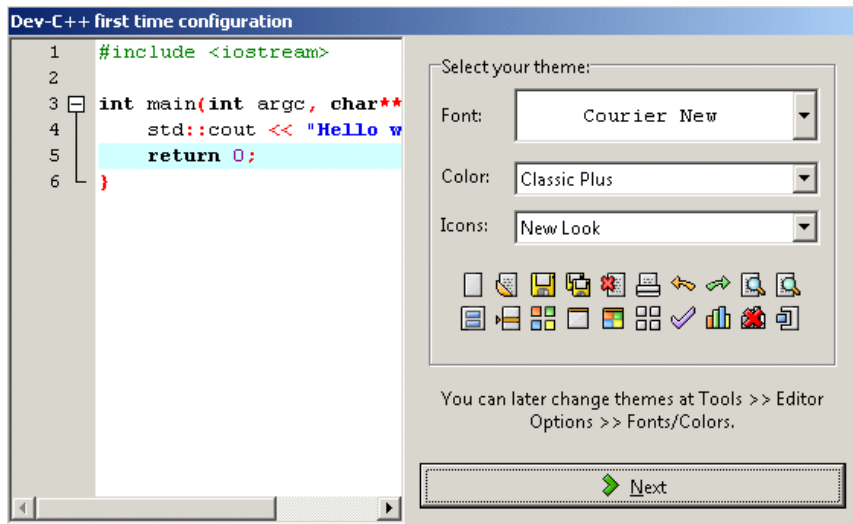 Dev-C++ first time configuration
1 #include <iostream>
2
3 int main(int argc, char**
4 std::cout << "Hello w
5 return 0;
6 }
Select your theme:
Font: Courier New
Color: Classic Plus
Icons: New Look
You can later change themes at Tools >> Editor
Options >> Fonts/Colors.
Next